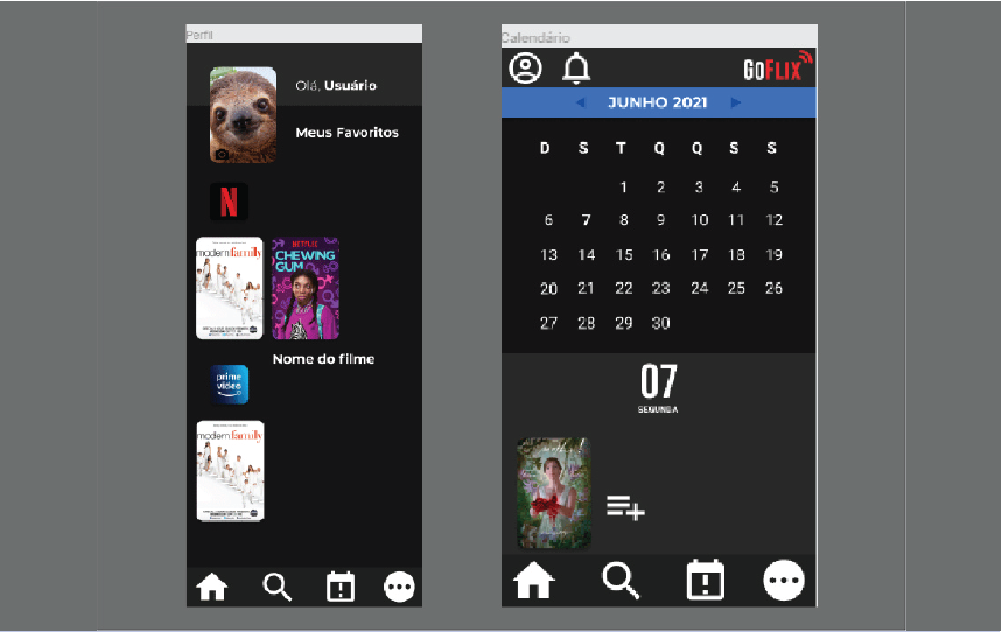 Perfil
Olá, Usuário
Meus Favoritos
N
modern family
NETFLIX
CHEWING
GUM
Nome do filme
prime
video
modern family
Calendário
GOFLIX
JUNHO 2021
D S T Q Q S S
1 2 3 4 5
6 7 8 9 10 11 12
13 14 15 16 17 18 19
20 21 22 23 24 25 26
27 28 29 30
07
SEGUNDA